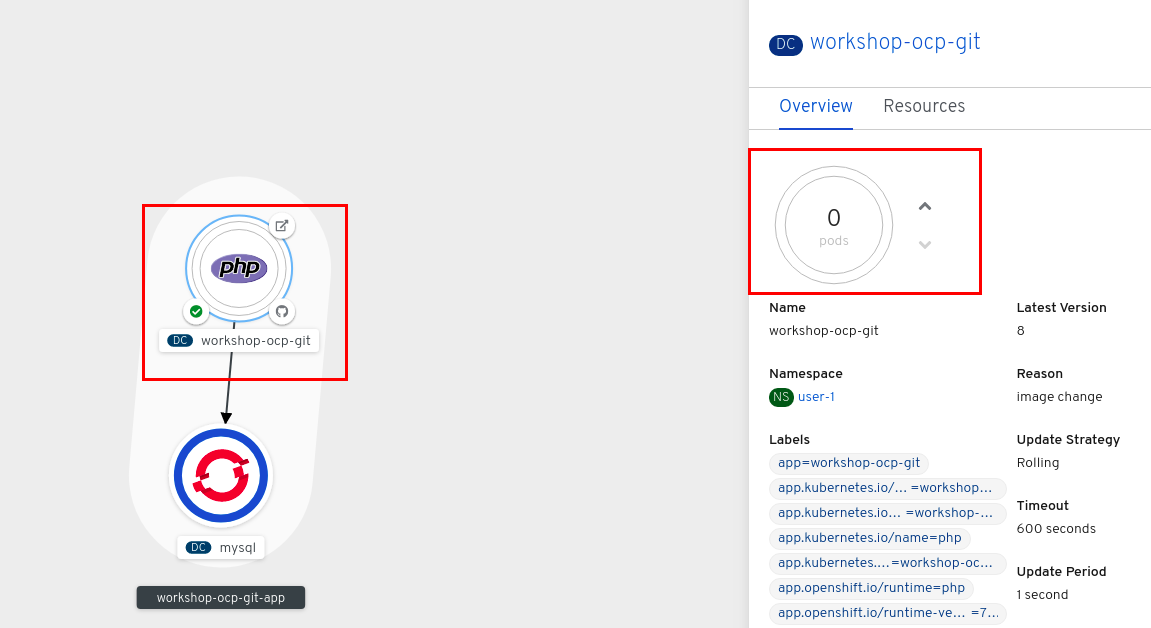 DC workshop-ocp-git
Overview Resources
0
pods
Name
workshop-ocp-git
Latest Version
8
Namespace
NS user-1
Reason
image change
Labels
app=workshop-ocp-git
app.kubernetes.io/... =workshop...
app.kubernetes.io... =workshop-...
app.kubernetes.io/name=php
app.kubernetes....=workshop-oc...
app.openshift.io/runtime=php
app.openshift.io/runtime-ve... =7...
Update Strategy
Rolling
Timeout
600 seconds
Update Period
1 second
php
DC workshop-ocp-git
DC mysql
workshop-ocp-git-app